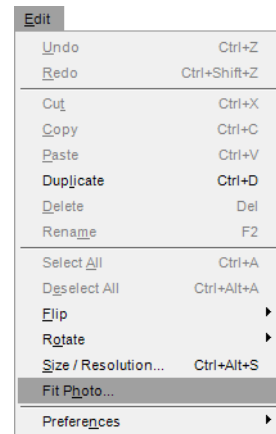 Edit
Undo Ctrl+Z
Redo Ctrl+Shift+Z
Cut Ctrl+X
Copy Ctrl+C
Paste Ctrl+V
Duplicate Ctrl+D
Delete Del
Rename F2
Select All Ctrl+A
Deselect All Ctrl+Alt+A
Flip
Rotate
Size / Resolution... Ctrl+Alt+S
Fit Photo...
Preferences